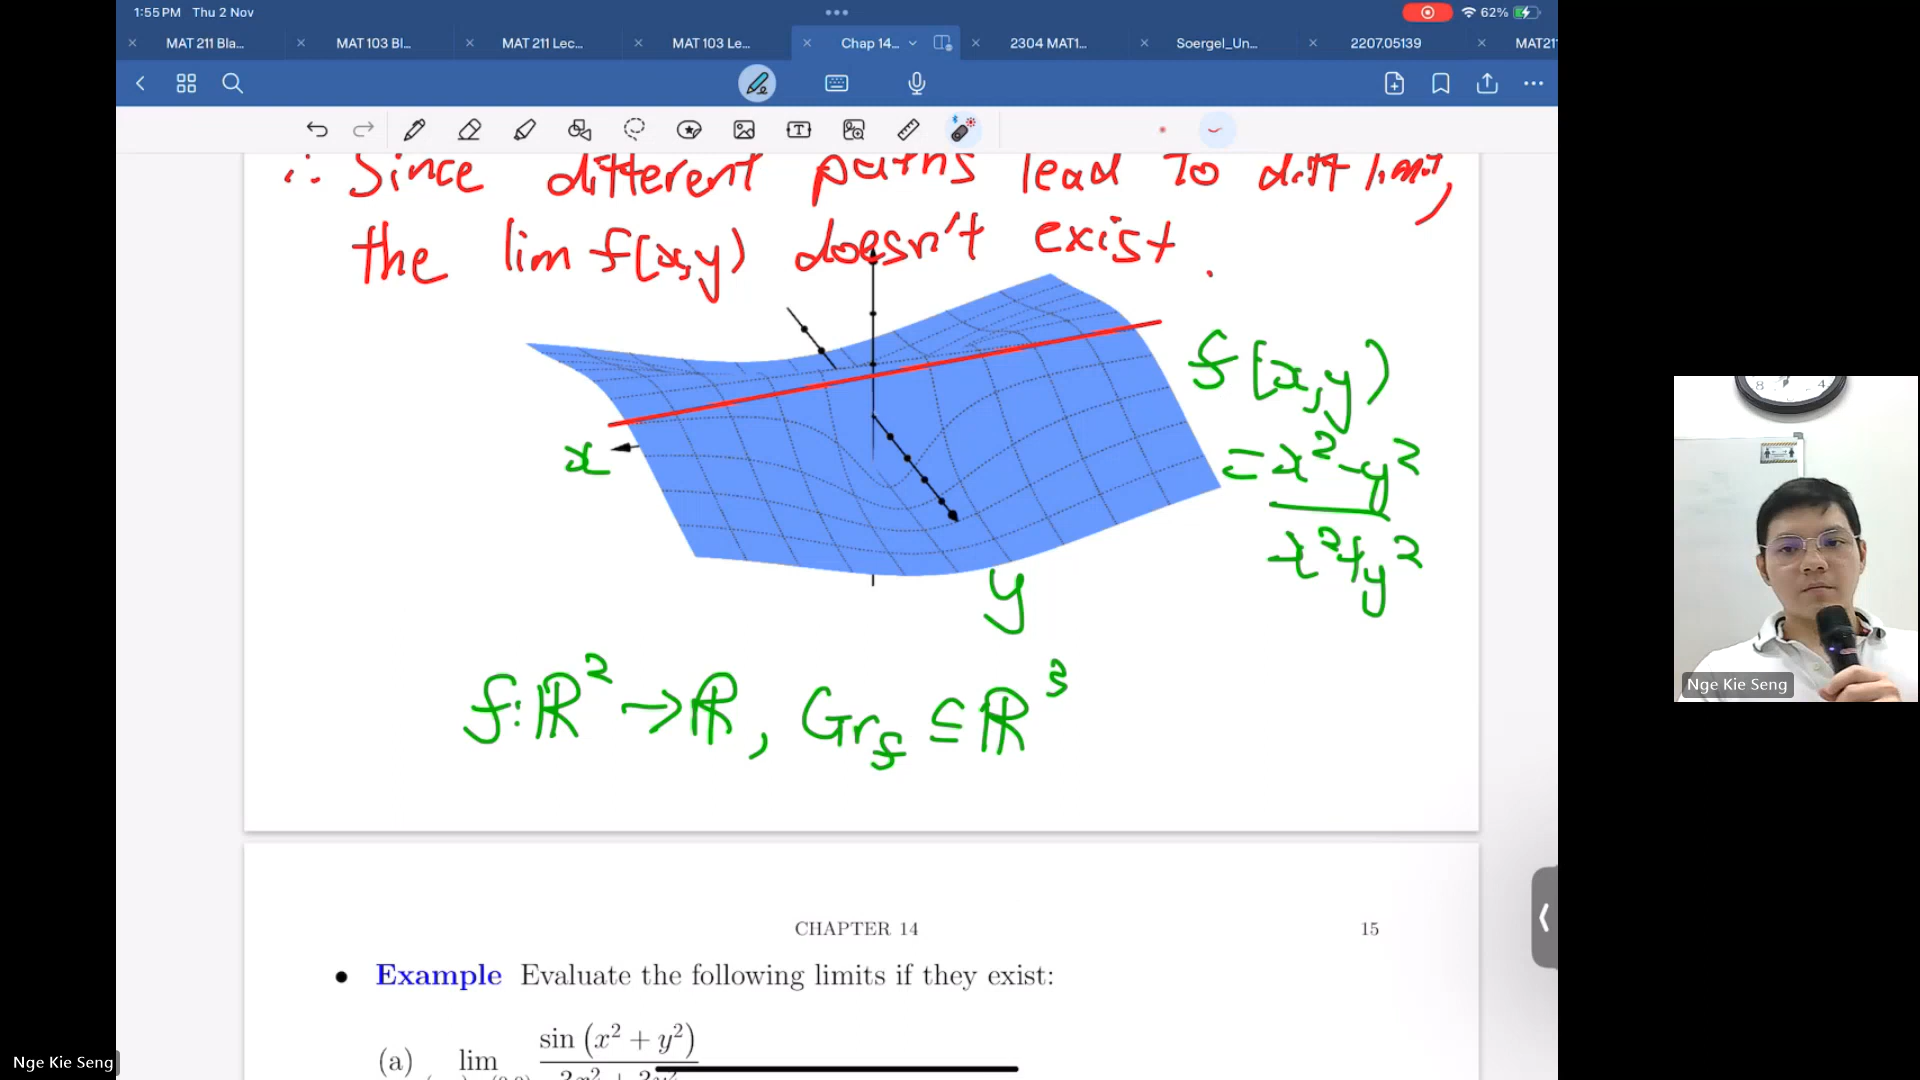 1:55 PM Thu 2 Nov
62%
MAT 211 Bla...
MAT 103 Bl...
MAT 211 Lec...
MAT 103 Le...
Chap 14...
2304 MAT1...
Soergel_Un...
2207.05139
MAT21
∴ Since different paths lead to diff limit,
the lim f(x,y) doesn't exist.
f(x,y)
= x² - y²
x² + y²
x
y
f: ℝ² → ℝ, Gr_f ⊆ ℝ³
8 4
Nge Kie Seng
CHAPTER 14 15
• Example Evaluate the following limits if they exist:
sin (x² + y²)
(a) lim
Nge Kie Seng